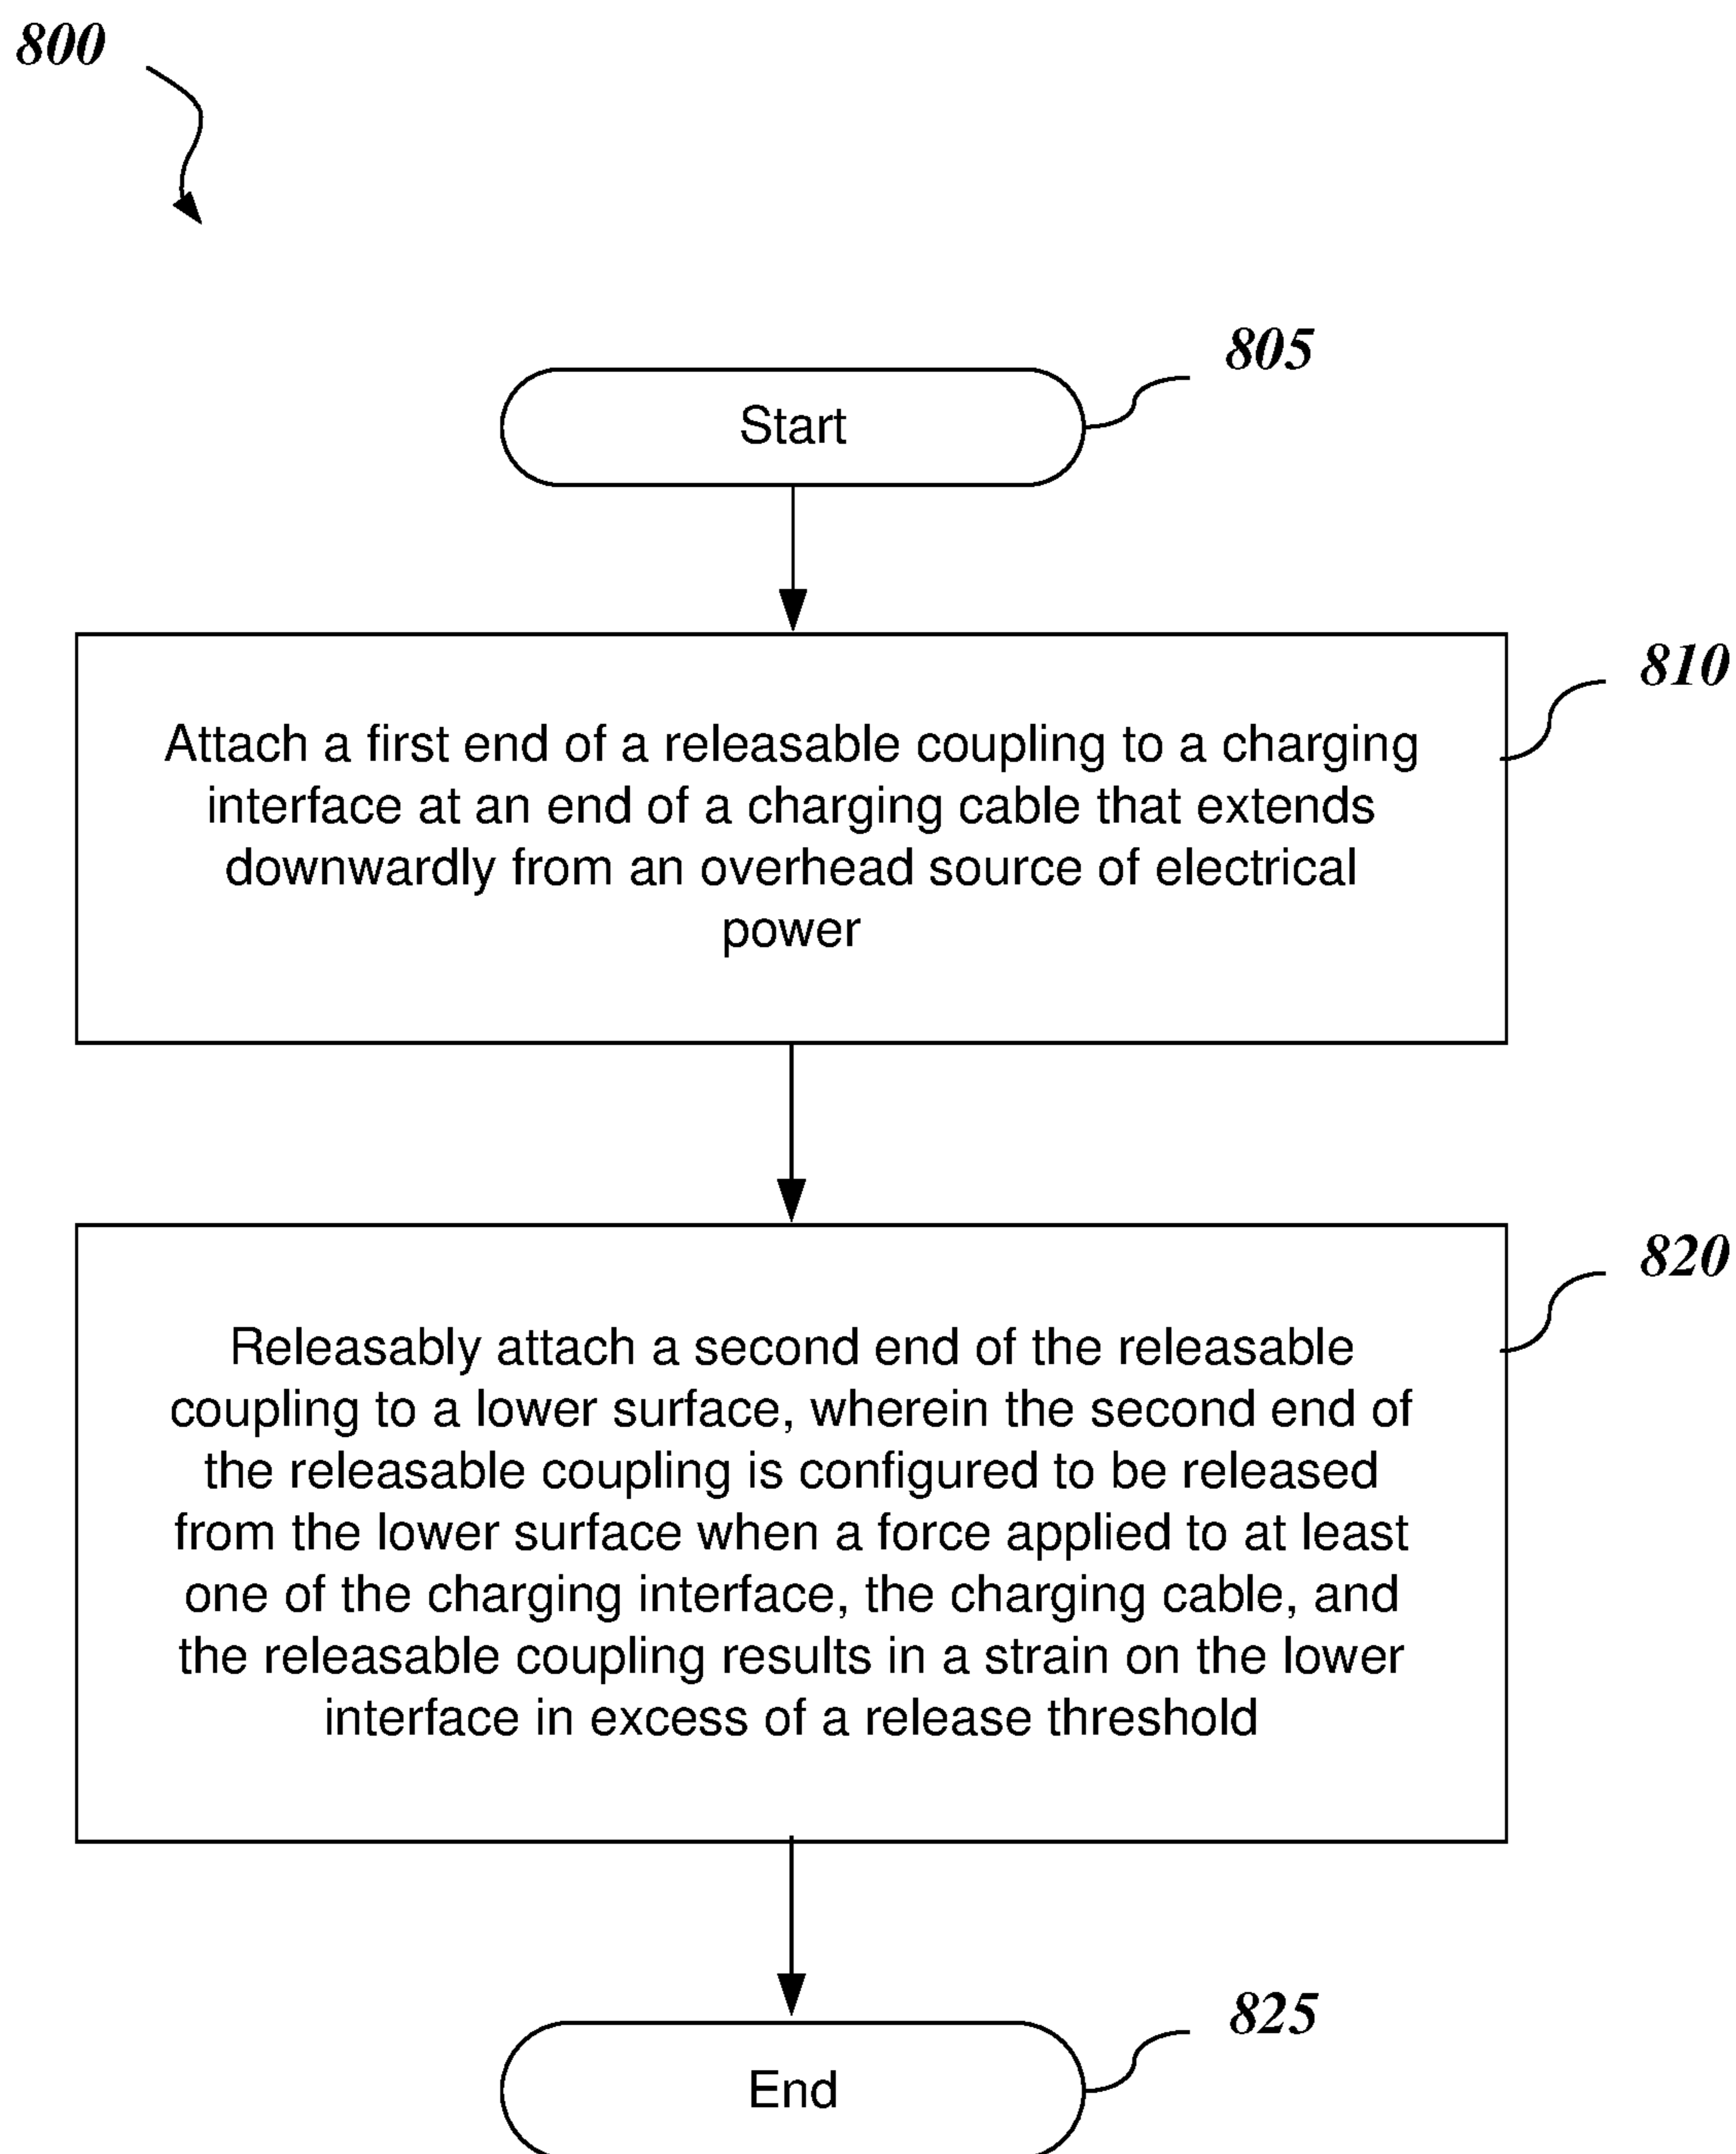 800
805
Start
810
Attach a first end of a releasable coupling to a charging
interface at an end of a charging cable that extends
downwardly from an overhead source of electrical
power
820
Releasably attach a second end of the releasable
coupling to a lower surface, wherein the second end of
the releasable coupling is configured to be released
from the lower surface when a force applied to at least
one of the charging interface, the charging cable, and
the releasable coupling results in a strain on the lower
interface in excess of a release threshold
825
End